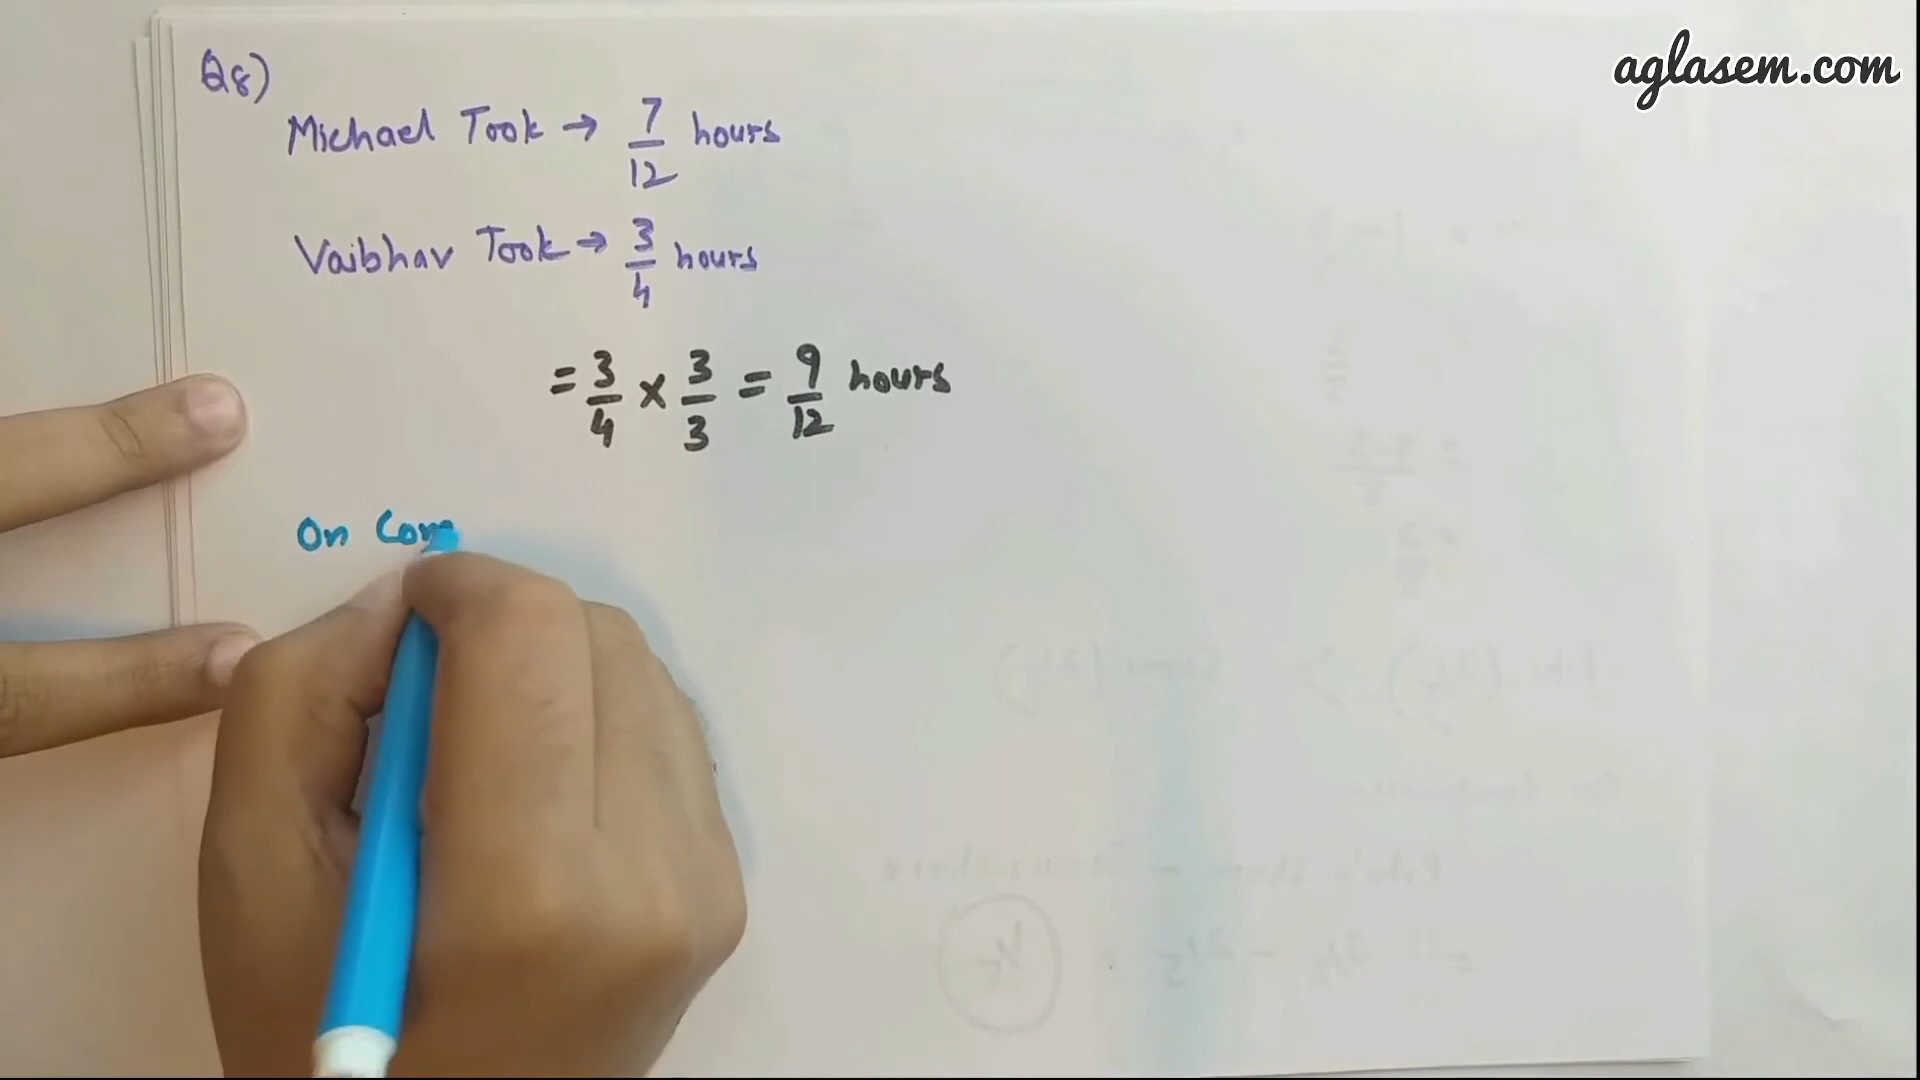 aglasem.com
Q8)
Michael Took → 7/12 hours
Vaibhav Took → 3/4 hours
= 3/4 × 3/3 = 9/12 hours
On Com